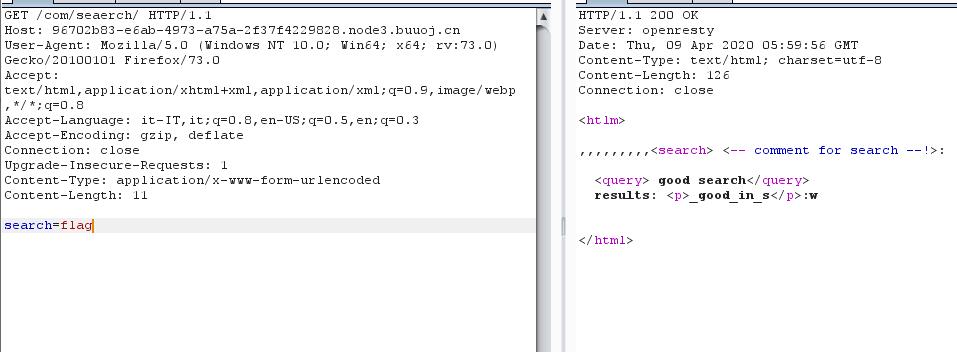 GET /com/seaerch/ HTTP/1.1
Host: 96702b83-e6ab-4973-a75a-2f37f4229828.node3.buuoj.cn
User-Agent: Mozilla/5.0 (Windows NT 10.0; Win64; x64; rv:73.0)
Gecko/20100101 Firefox/73.0
Accept:
text/html,application/xhtml+xml,application/xml;q=0.9,image/webp
,*/*;q=0.8
Accept-Language: it-IT,it;q=0.8,en-US;q=0.5,en;q=0.3
Accept-Encoding: gzip, deflate
Connection: close
Upgrade-Insecure-Requests: 1
Content-Type: application/x-www-form-urlencoded
Content-Length: 11
search=flag
HTTP/1.1 200 OK
Server: openresty
Date: Thu, 09 Apr 2020 05:59:56 GMT
Content-Type: text/html; charset=utf-8
Content-Length: 126
Connection: close
<htlm>
,,,,,,,,,,<search> <-- comment for search --!>:
<query> good search</query>
results: <p>_good_in_s</p>:w
</html>